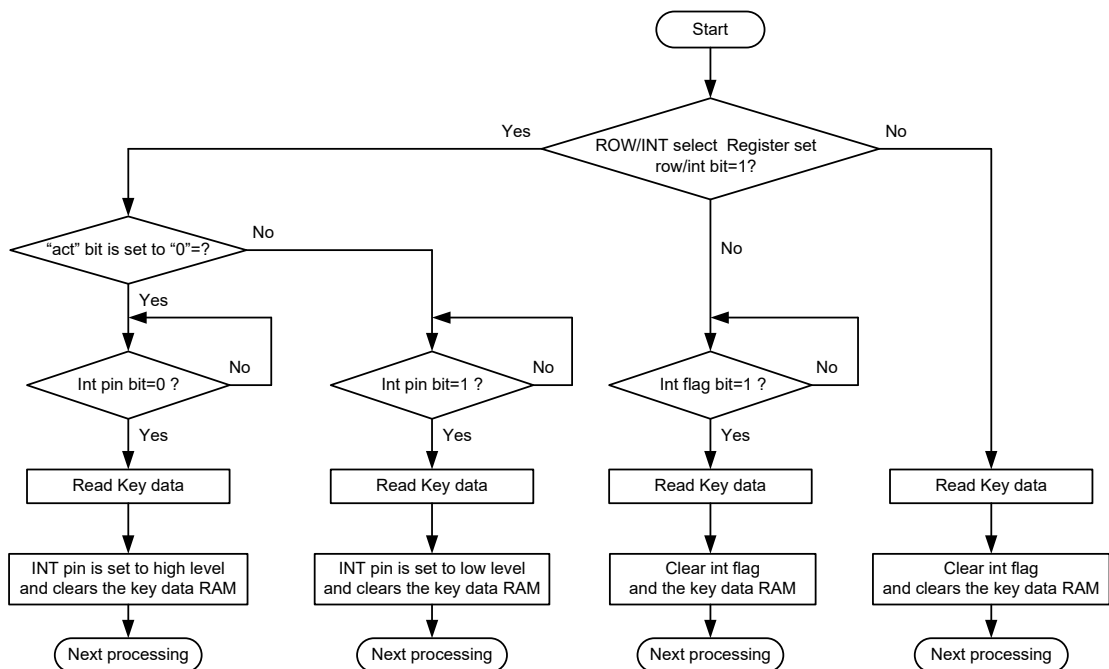 Start
Yes
ROW/INT select Register set
row/int bit=1?
No
“act” bit is set to “0”=?
No
No
Yes
Int pin bit=0 ?
No
Int pin bit=1 ?
No
Int flag bit=1 ?
No
Yes
Yes
Yes
Read Key data
Read Key data
Read Key data
Read Key data
INT pin is set to high level
and clears the key data RAM
INT pin is set to low level
and clears the key data RAM
Clear int flag
and the key data RAM
Clear int flag
and clears the key data RAM
Next processing
Next processing
Next processing
Next processing